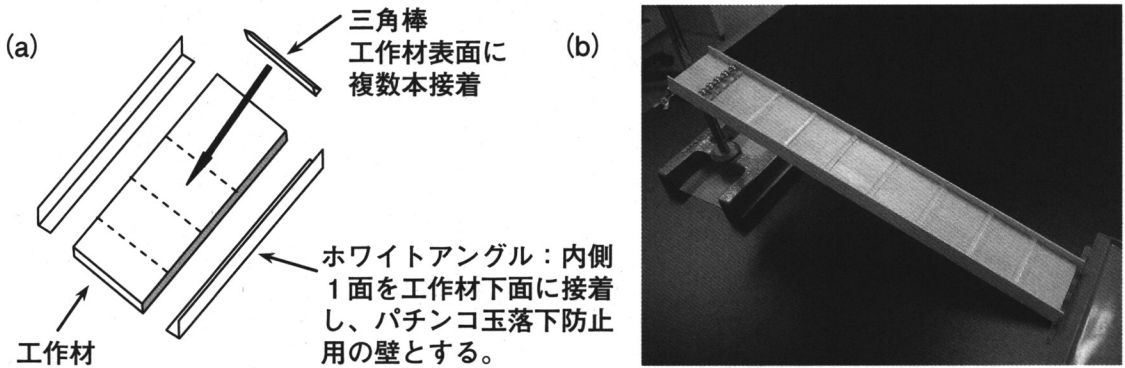 (a)
三角棒
工作材表面に
複数本接着
ホワイトアングル：内側
１面を工作材下面に接着
し、パチンコ玉落下防止
用の壁とする。
工作材
(b)